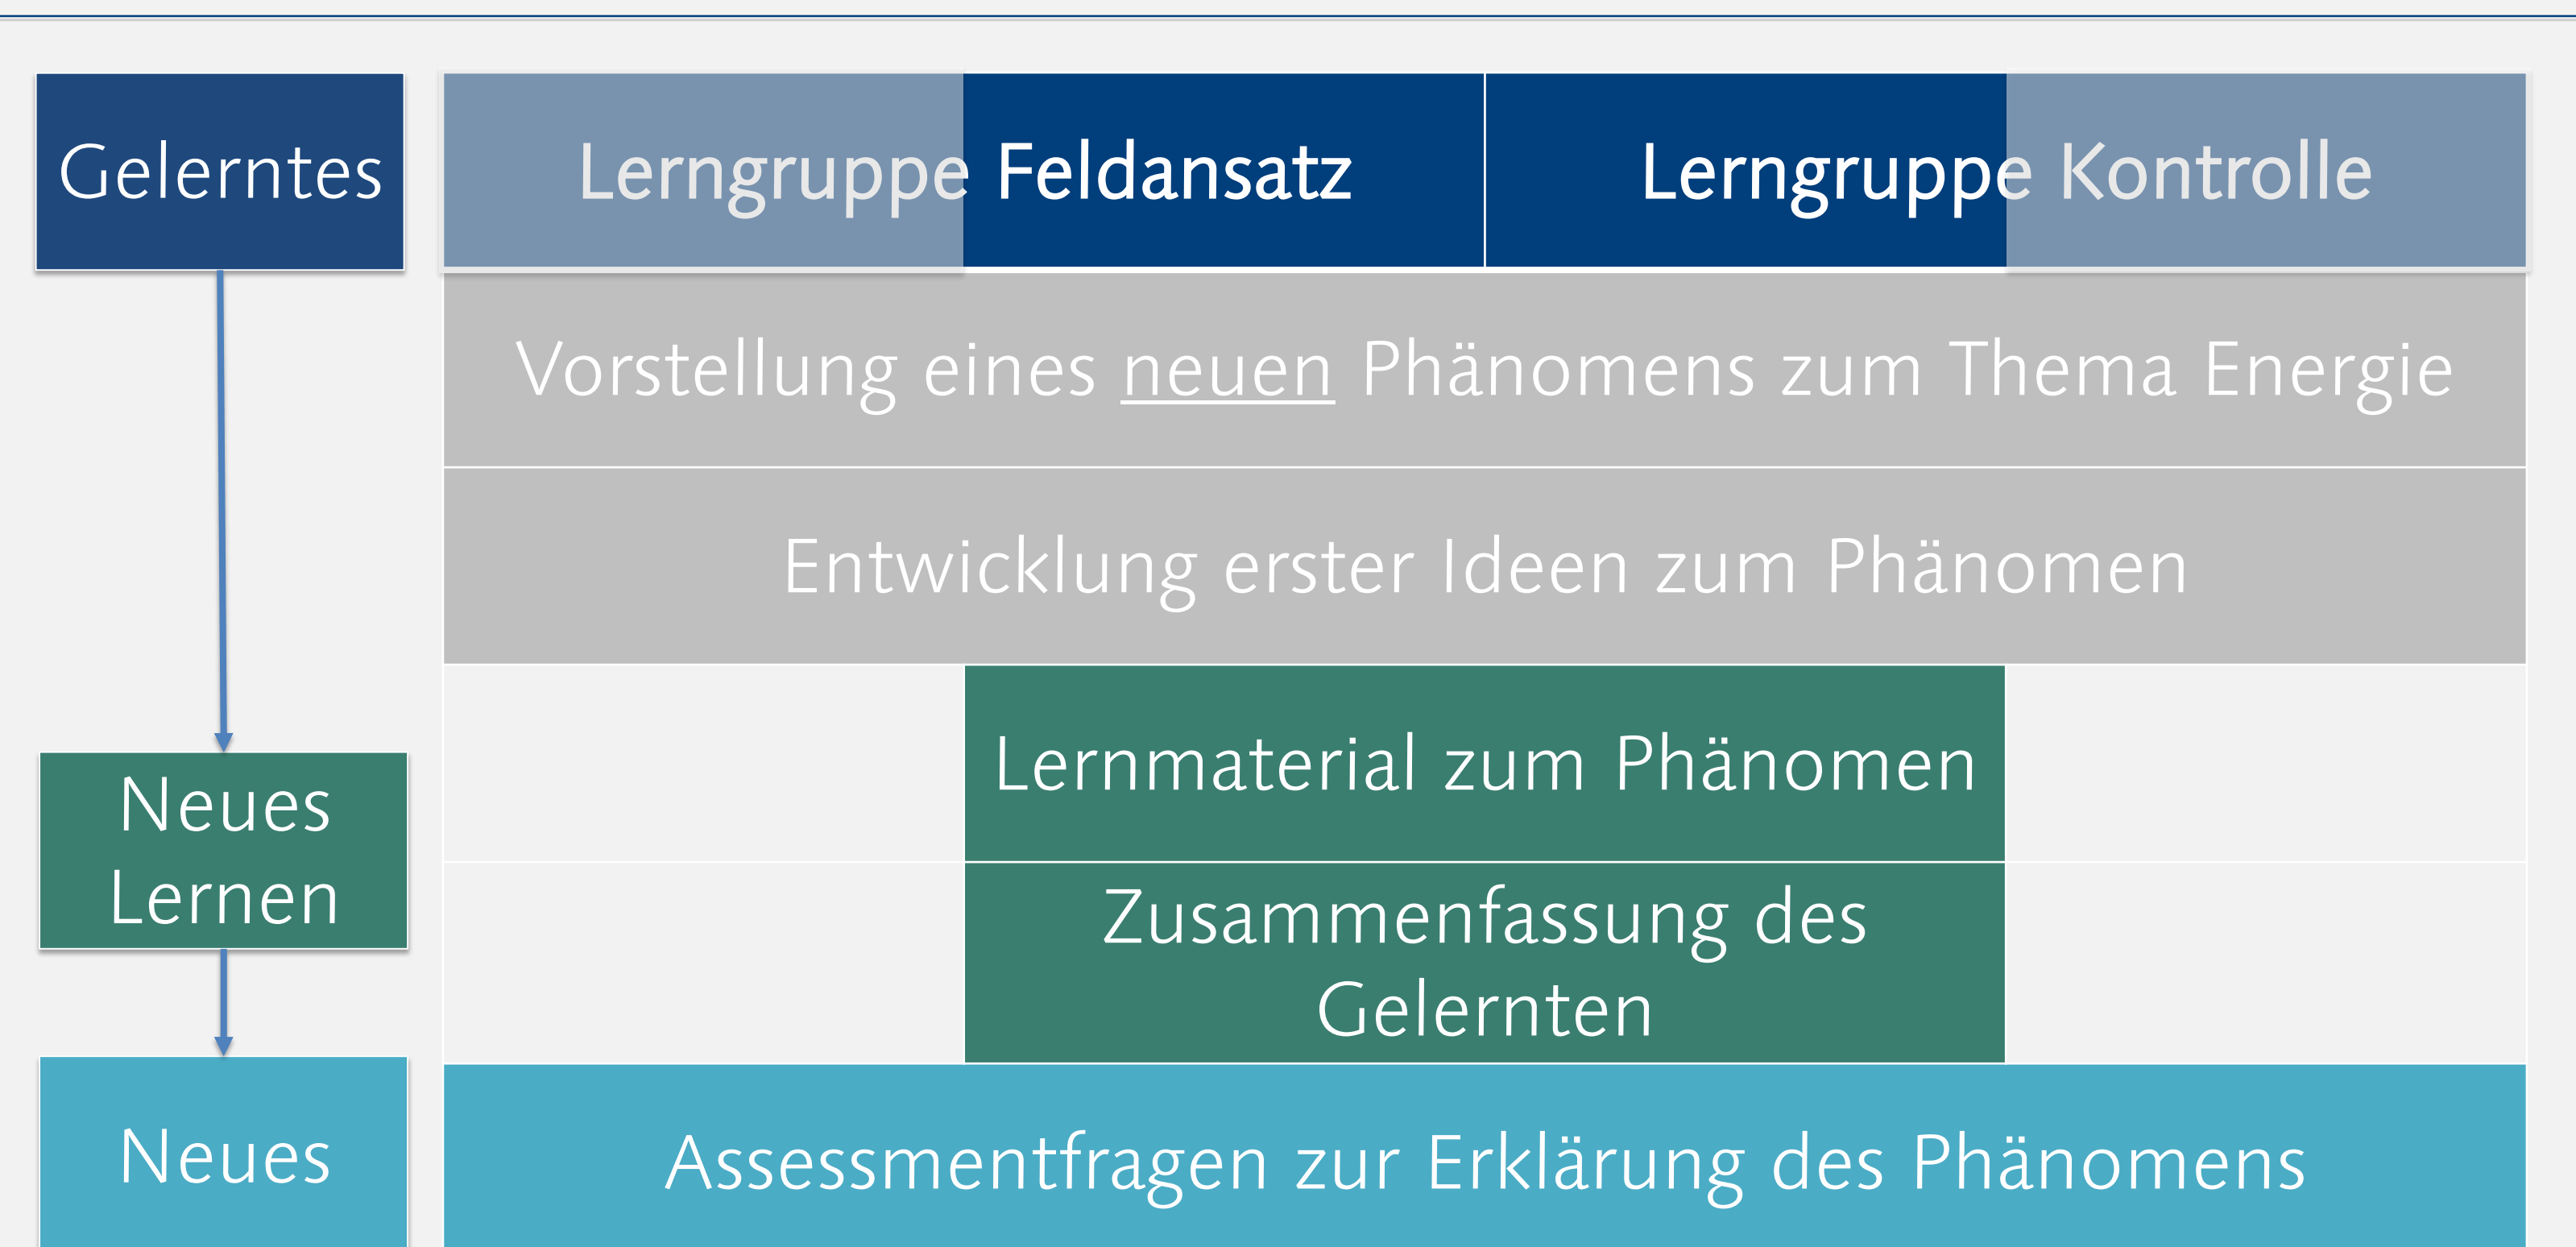 Gelerntes
Lerngruppe Feldansatz
Lerngruppe Kontrolle
Vorstellung eines neuen Phänomens zum Thema Energie
Entwicklung erster Ideen zum Phänomen
Neues
Lernen
Lernmaterial zum Phänomen
Zusammenfassung des
Gelernten
Neues
Assessmentfragen zur Erklärung des Phänomens